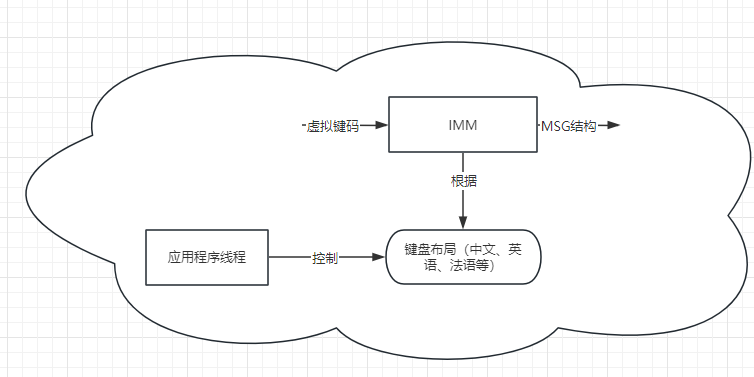 虚拟键码
IMM
MSG结构
根据
应用程序线程
控制
键盘布局（中文、英
语、法语等）